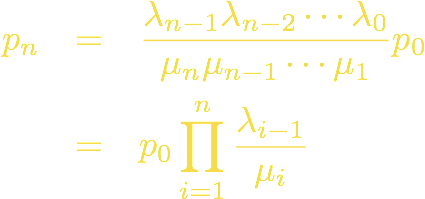 p_n = \frac{\lambda_{n-1}\lambda_{n-2}\cdots\lambda_0}{\mu_n\mu_{n-1}\cdots\mu_1}p_0
= p_0\prod_{i=1}^{n}\frac{\lambda_{i-1}}{\mu_i}